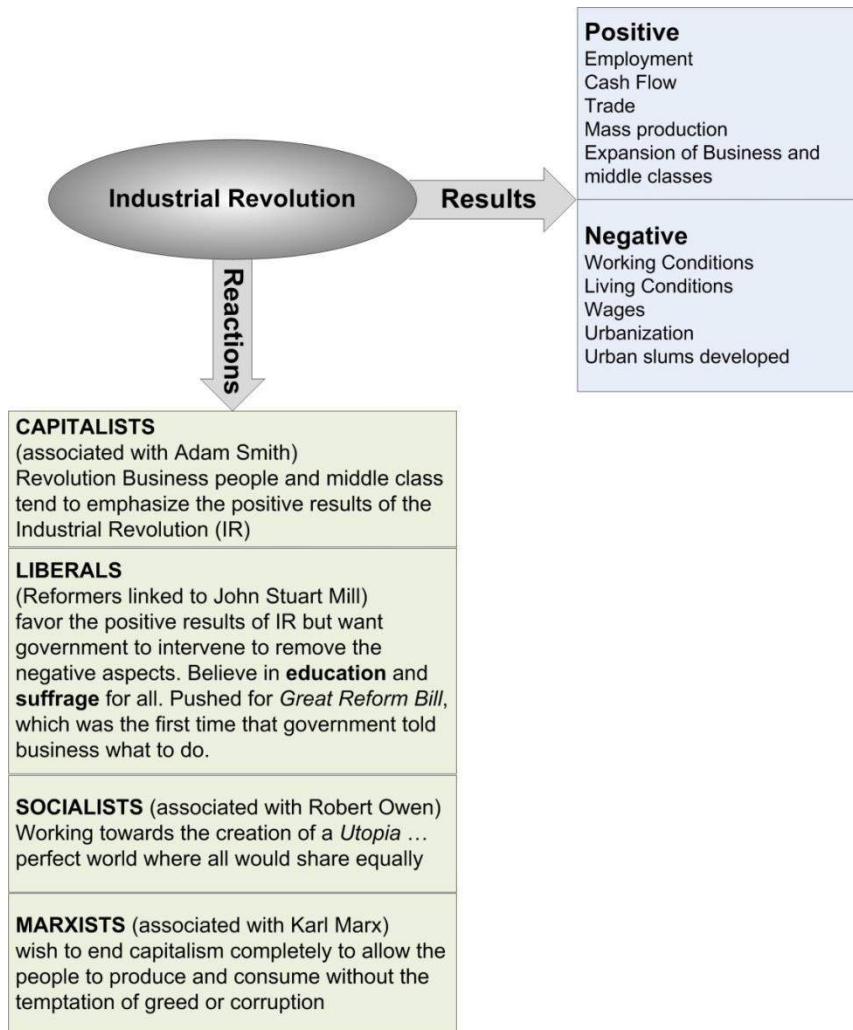 Industrial Revolution
Results
Positive
Employment
Cash Flow
Trade
Mass production
Expansion of Business and
middle classes
Negative
Working Conditions
Living Conditions
Wages
Urbanization
Urban slums developed
Reactions
CAPITALISTS
(associated with Adam Smith)
Revolution Business people and middle class
tend to emphasize the positive results of the
Industrial Revolution (IR)
LIBERALS
(Reformers linked to John Stuart Mill)
favor the positive results of IR but want
government to intervene to remove the
negative aspects. Believe in education and
suffrage for all. Pushed for Great Reform Bill,
which was the first time that government told
business what to do.
SOCIALISTS (associated with Robert Owen)
Working towards the creation of a Utopia …
perfect world where all would share equally
MARXISTS (associated with Karl Marx)
wish to end capitalism completely to allow the
people to produce and consume without the
temptation of greed or corruption